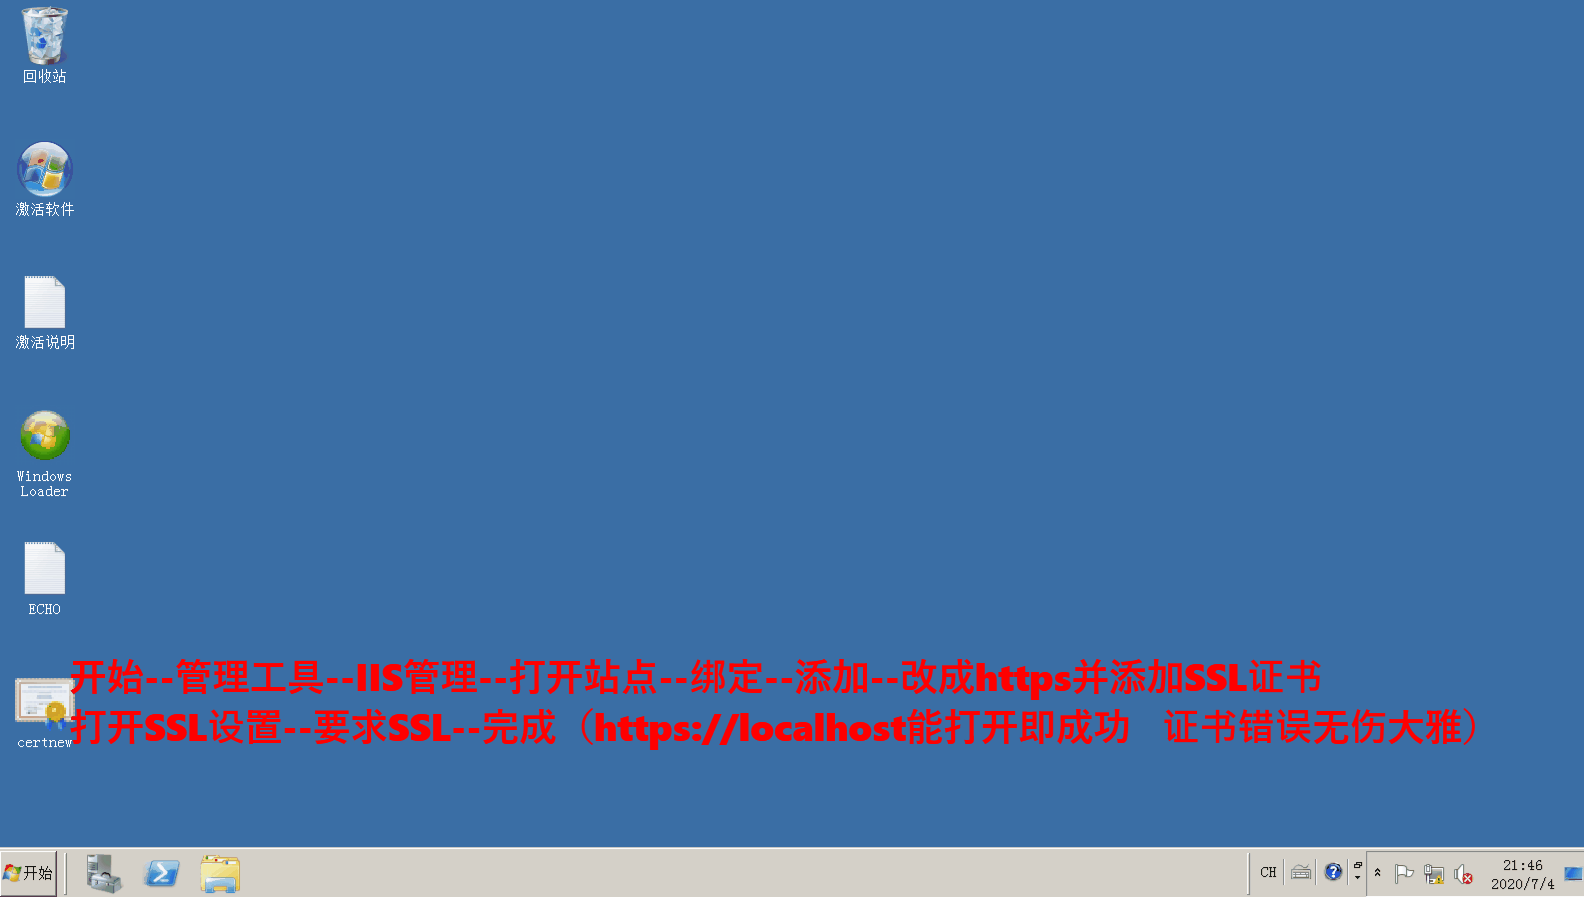 回收站
激活软件
激活说明
Windows
Loader
ECHO
certnew
开始--管理工具--IIS管理--打开站点--绑定--添加--改成https并添加SSL证书
打开SSL设置--要求SSL--完成（https://localhost能打开即成功 证书错误无伤大雅）
开始
CH
21:46
2020/7/4